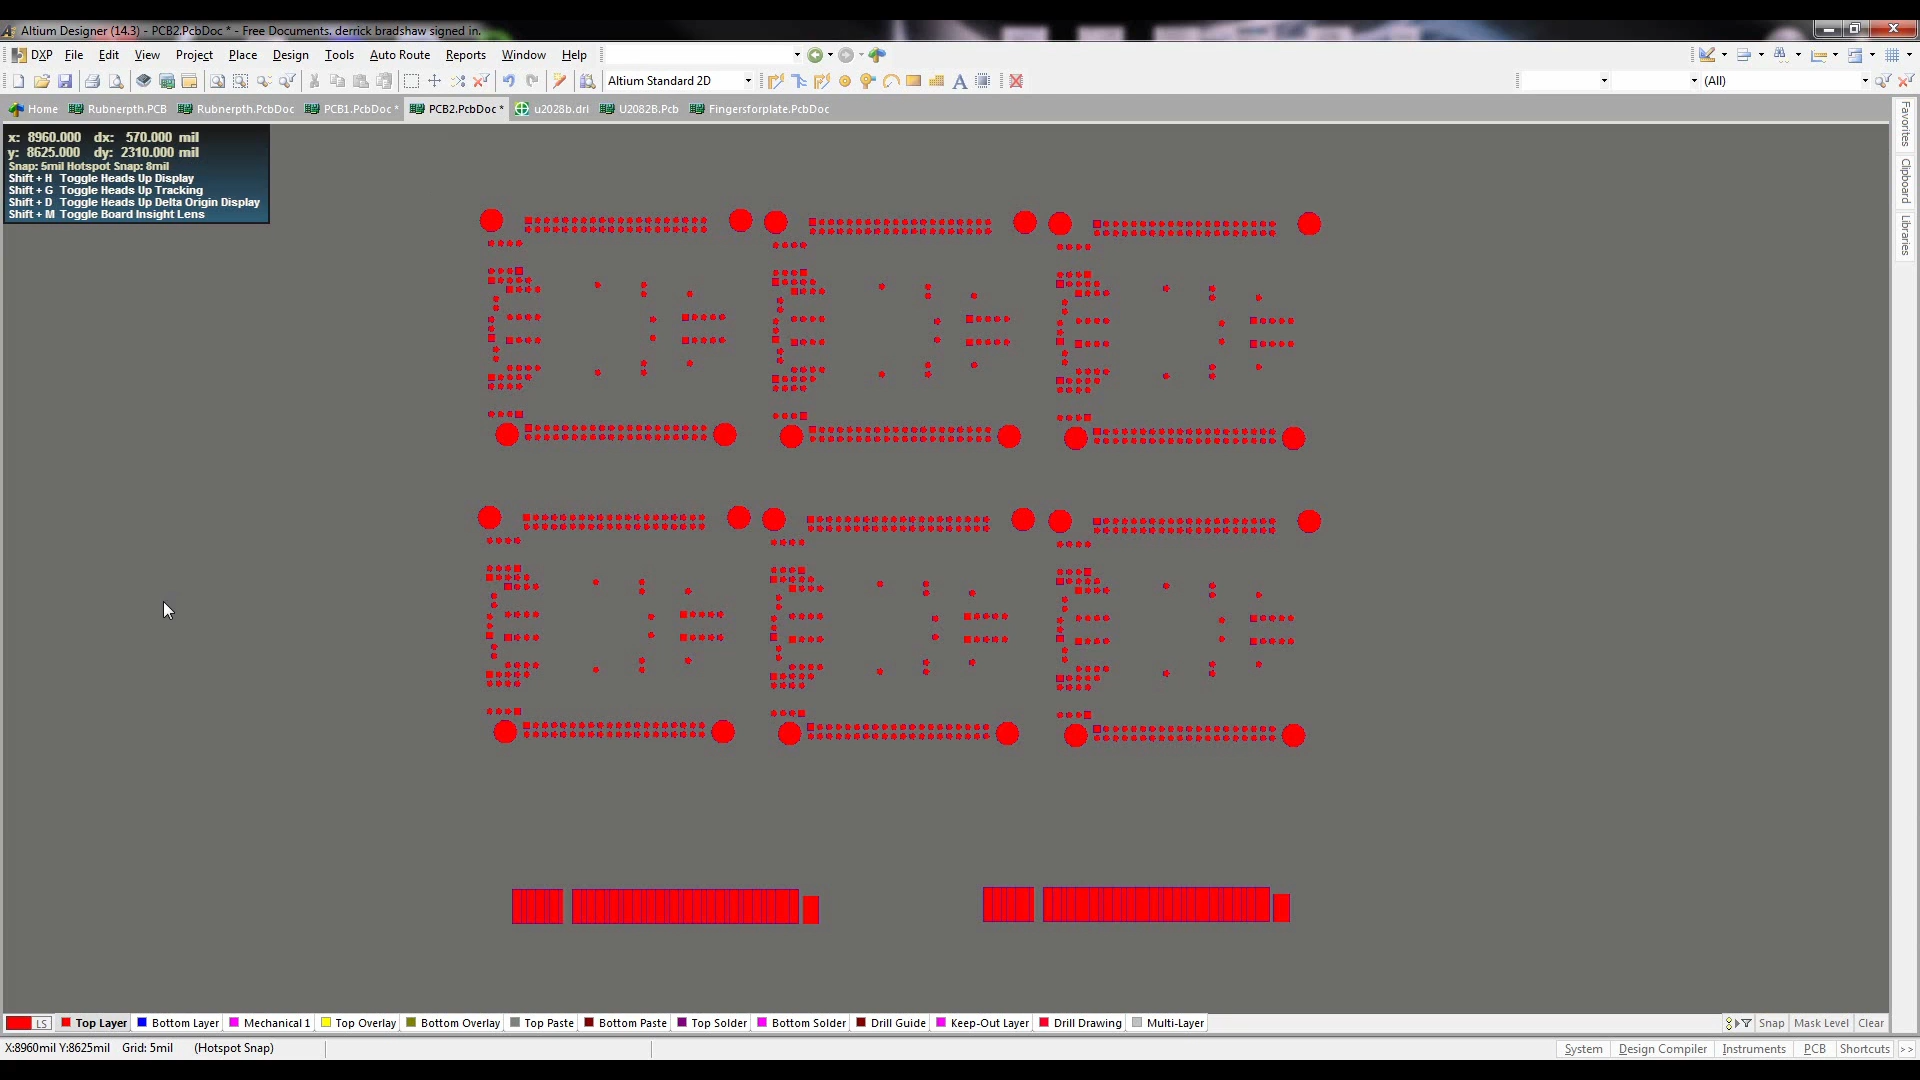 Altium Designer (14.3) - PCB2.PcbDoc * - Free Documents. derrick bradshaw signed in.
DXP File Edit View Project Place Design Tools Auto Route Reports Window Help
Altium Standard 2D (All)
Home Rubnerpth.PCB Rubnerpth.PcbDoc PCB1.PcbDoc * PCB2.PcbDoc * u2028b.drl U2082B.Pcb Fingersforplate.PcbDoc
x: 8960.000 dx: 570.000 mil
y: 8625.000 dy: 2310.000 mil
Snap: 5mil Hotspot Snap: 8mil
Shift + H Toggle Heads Up Display
Shift + G Toggle Heads Up Tracking
Shift + D Toggle Heads Up Delta Origin Display
Shift + M Toggle Board Insight Lens
Favorites
Clipboard
Libraries
LS Top Layer Bottom Layer Mechanical 1 Top Overlay Bottom Overlay Top Paste Bottom Paste Top Solder Bottom Solder Drill Guide Keep-Out Layer Drill Drawing Multi-Layer Snap Mask Level Clear
X:8960mil Y:8625mil Grid: 5mil (Hotspot Snap) System Design Compiler Instruments PCB Shortcuts >>